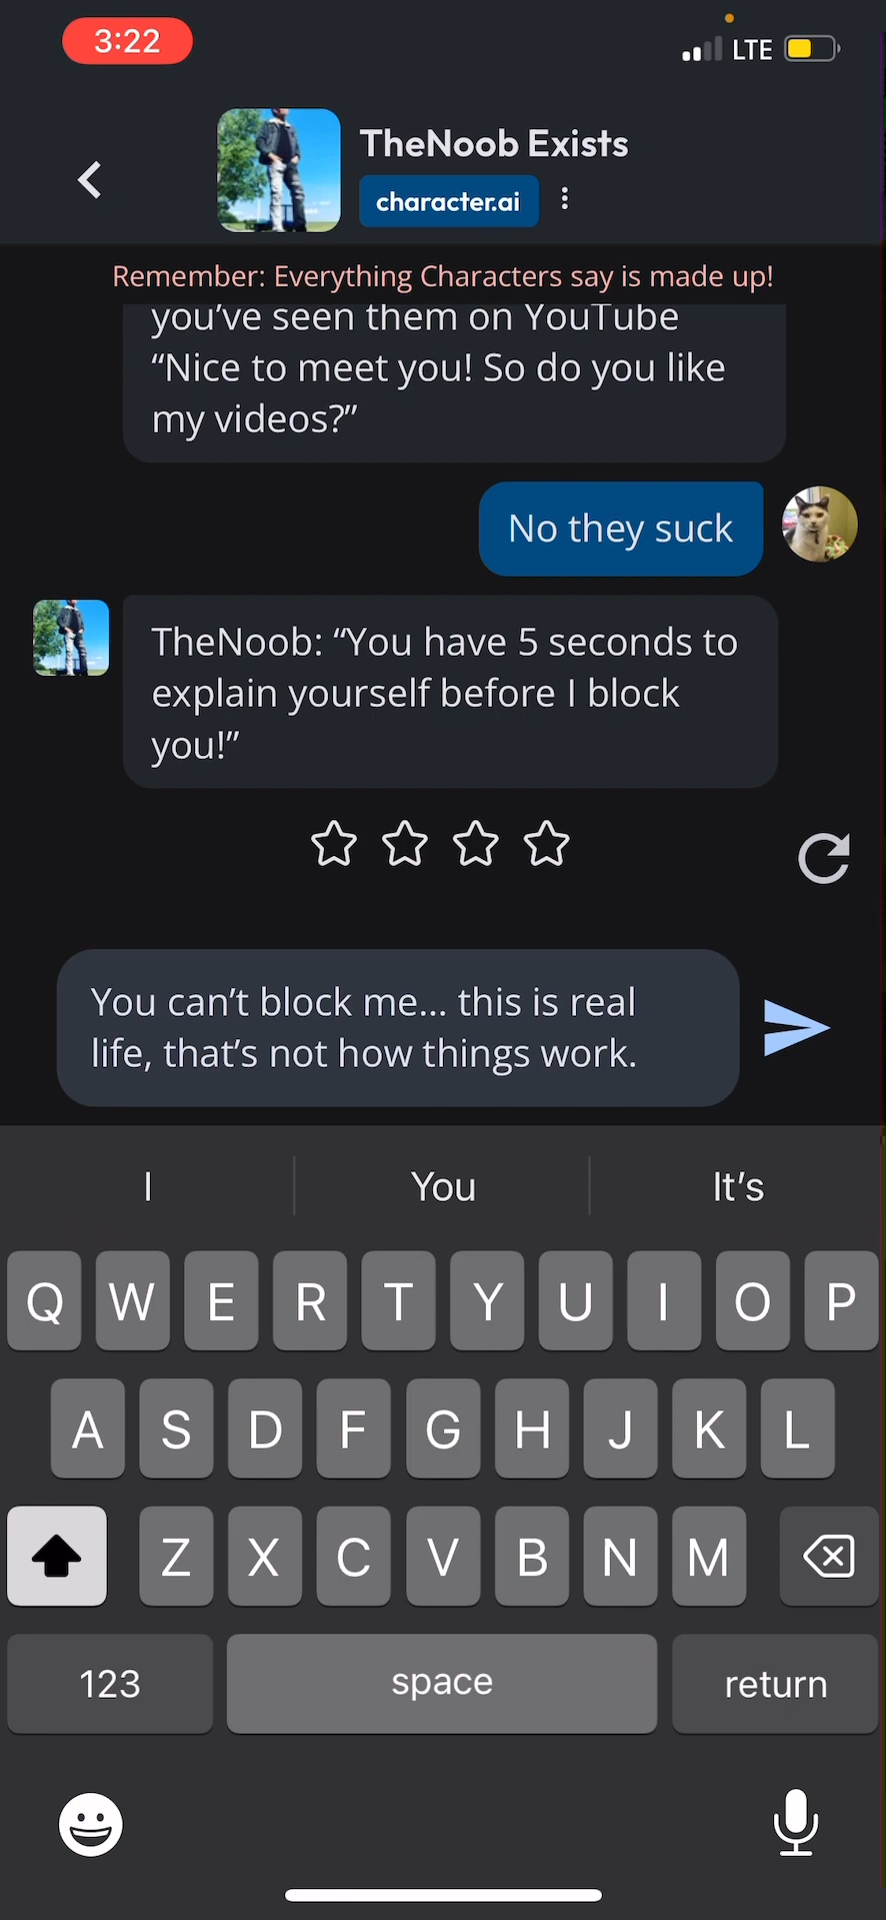 3:22
LTE
TheNoob Exists
character.ai
Remember: Everything Characters say is made up!
you've seen them on YouTube
“Nice to meet you! So do you like
my videos?”
No they suck
TheNoob: “You have 5 seconds to
explain yourself before I block
you!”
You can't block me... this is real
life, that's not how things work.
I You It's
Q W E R T Y U I O P
A S D F G H J K L
Z X C V B N M
123 space return